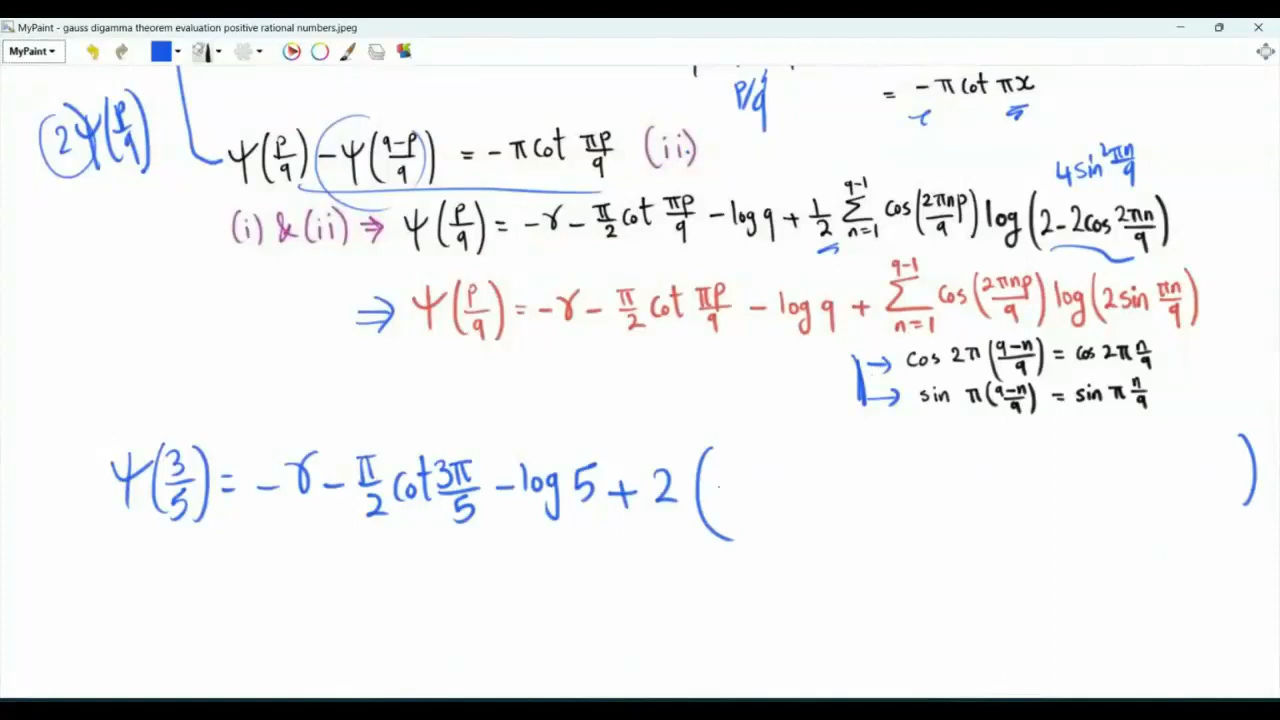 MyPaint - gauss digamma theorem evaluation positive rational numbers.jpeg
MyPaint
p/q
= -π cot πx
2ψ(p/q)
ψ(p/q) - ψ((q-p)/q) = -π cot πp/q (ii)
4 sin² πn/q
(i) & (ii) ⇒ ψ(p/q) = -γ - π/2 cot πp/q - log q + 1/2 Σ_{n=1}^{q-1} cos(2πnp/q) log(2 - 2cos 2πn/q)
⇒ ψ(p/q) = -γ - π/2 cot πp/q - log q + Σ_{n=1}^{q-1} cos(2πnp/q) log(2 sin πn/q)
→ cos 2π((q-n)/q) = cos 2π n/q
→ sin π((q-n)/q) = sin π n/q
ψ(3/5) = -γ - π/2 cot 3π/5 - log 5 + 2 ( )